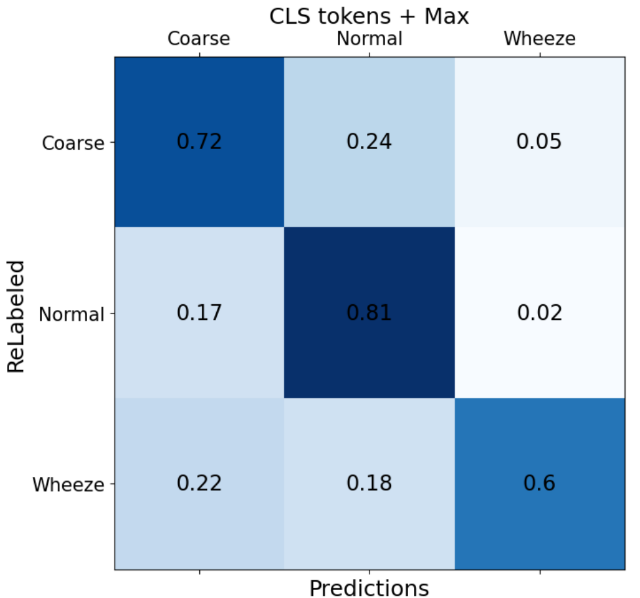 CLS tokens + Max
Coarse Normal Wheeze
Coarse 0.72 0.24 0.05
Normal 0.17 0.81 0.02
Wheeze 0.22 0.18 0.6
ReLabeled
Predictions